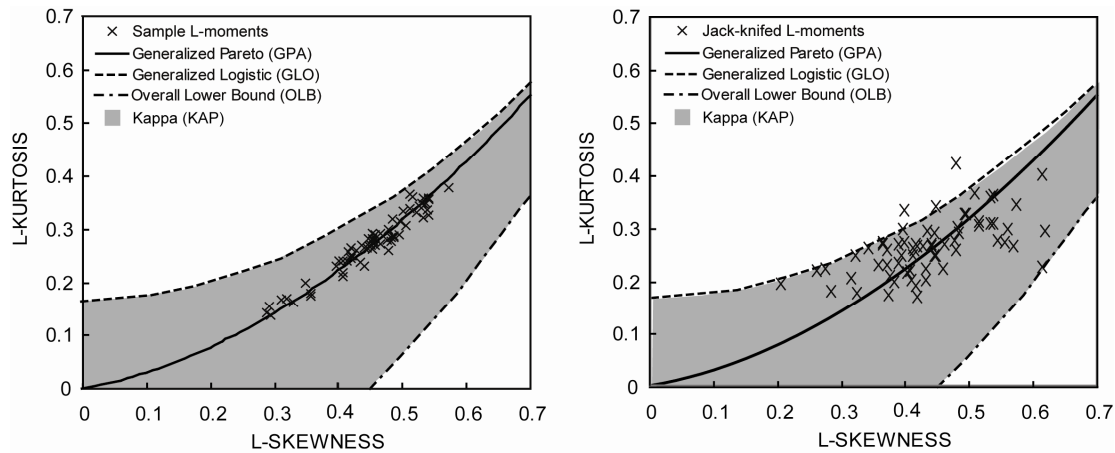 0.7
0.6
0.5
0.4
0.3
0.2
0.1
0
L-KURTOSIS
Sample L-moments
Generalized Pareto (GPA)
Generalized Logistic (GLO)
Overall Lower Bound (OLB)
Kappa (KAP)
0 0.1 0.2 0.3 0.4 0.5 0.6 0.7
L-SKEWNESS
0.7
0.6
0.5
0.4
0.3
0.2
0.1
0
L-KURTOSIS
Jack-knifed L-moments
Generalized Pareto (GPA)
Generalized Logistic (GLO)
Overall Lower Bound (OLB)
Kappa (KAP)
0 0.1 0.2 0.3 0.4 0.5 0.6 0.7
L-SKEWNESS